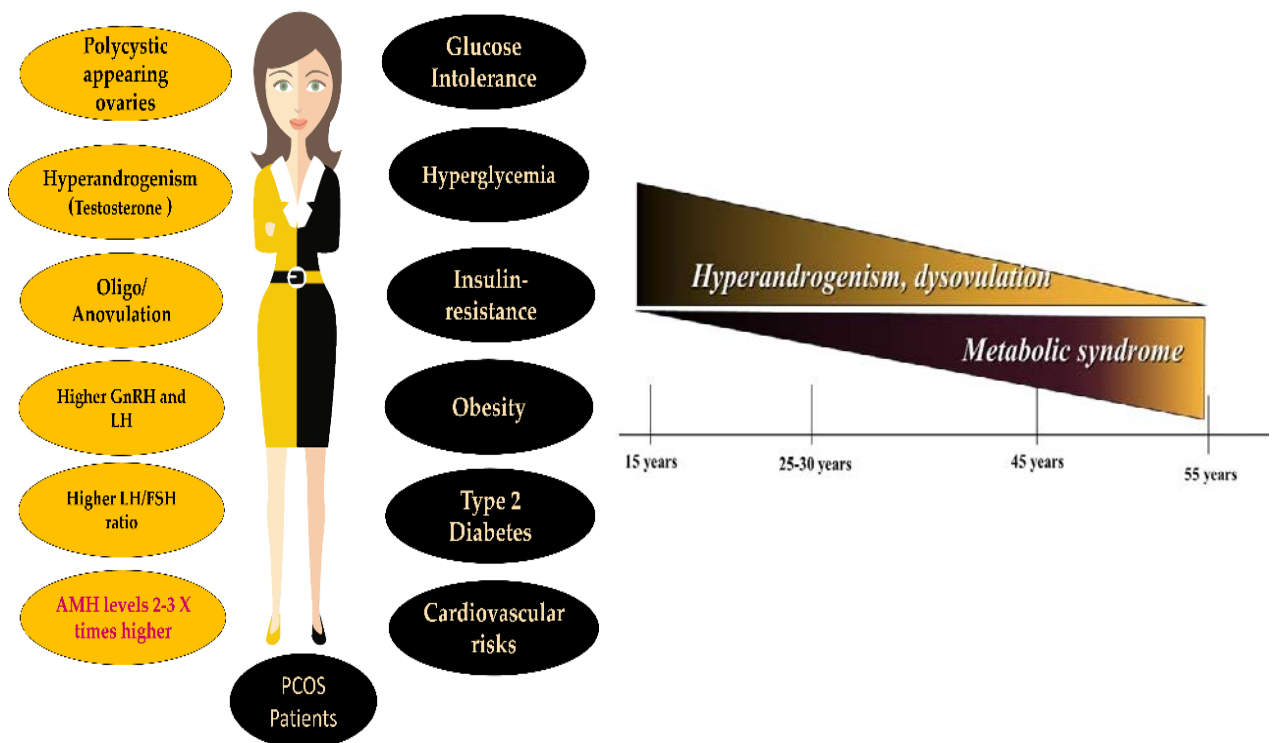 Polycystic
appearing
ovaries
Hyperandrogenism
(Testosterone )
Oligo/
Anovulation
Higher GnRH and
LH
Higher LH/FSH
ratio
AMH levels 2-3 X
times higher
Glucose
Intolerance
Hyperglycemia
Insulin-
resistance
Obesity
Type 2
Diabetes
Cardiovascular
risks
PCOS
Patients
Hyperandrogenism, dysovulation
Metabolic syndrome
15 years
25-30 years
45 years
55 years